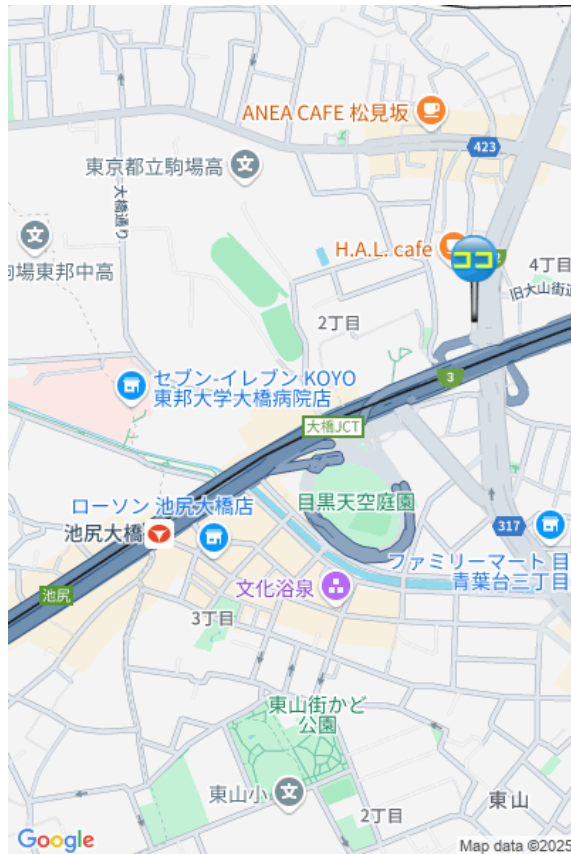 ANEA CAFE 松見坂
423
東京都立駒場高
大橋通り
H.A.L. cafe
ココ
2
4丁目
場東邦中高
旧大山街道
2丁目
3
セブン-イレブン KOYO
東邦大学大橋病院店
大橋JCT
ローソン 池尻大橋店
目黒天空庭園
池尻大橋
317
ファミリーマート 目
青葉台三丁目
文化浴泉
池尻
3丁目
東山街かど
公園
東山小
2丁目
東山
Google
Map data ©2025